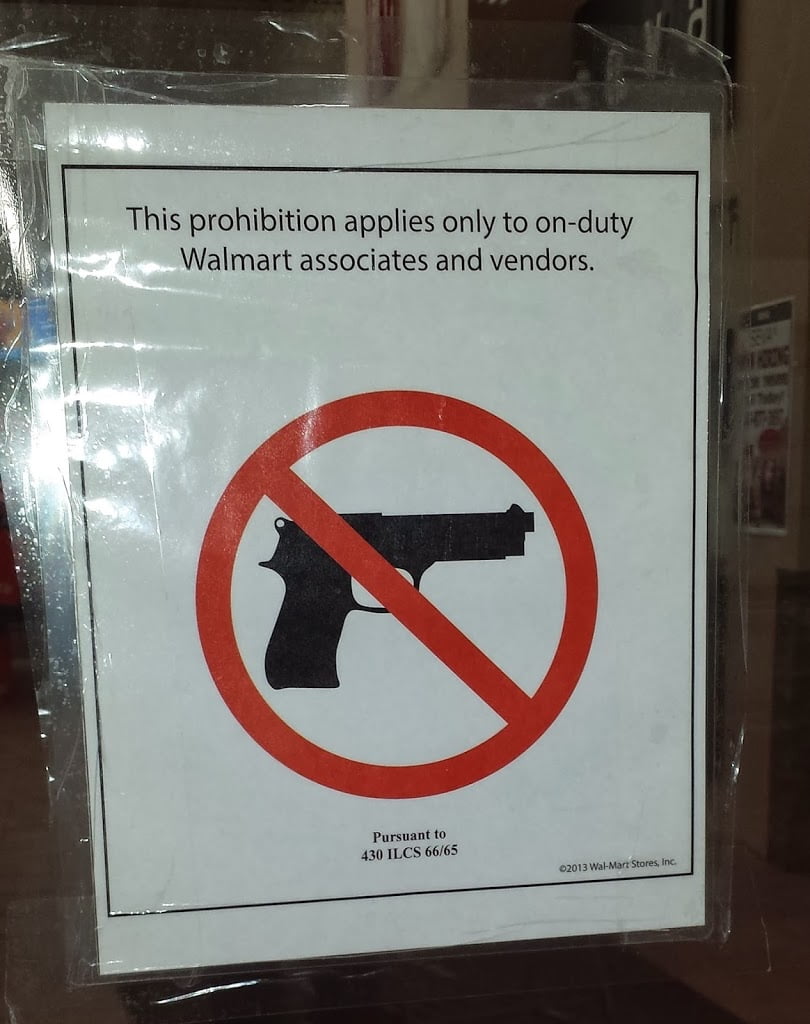 This prohibition applies only to on-duty
Walmart associates and vendors.
Pursuant to
430 ILCS 66/65
©2013 Wal-Mart Stores, Inc.
HIRING